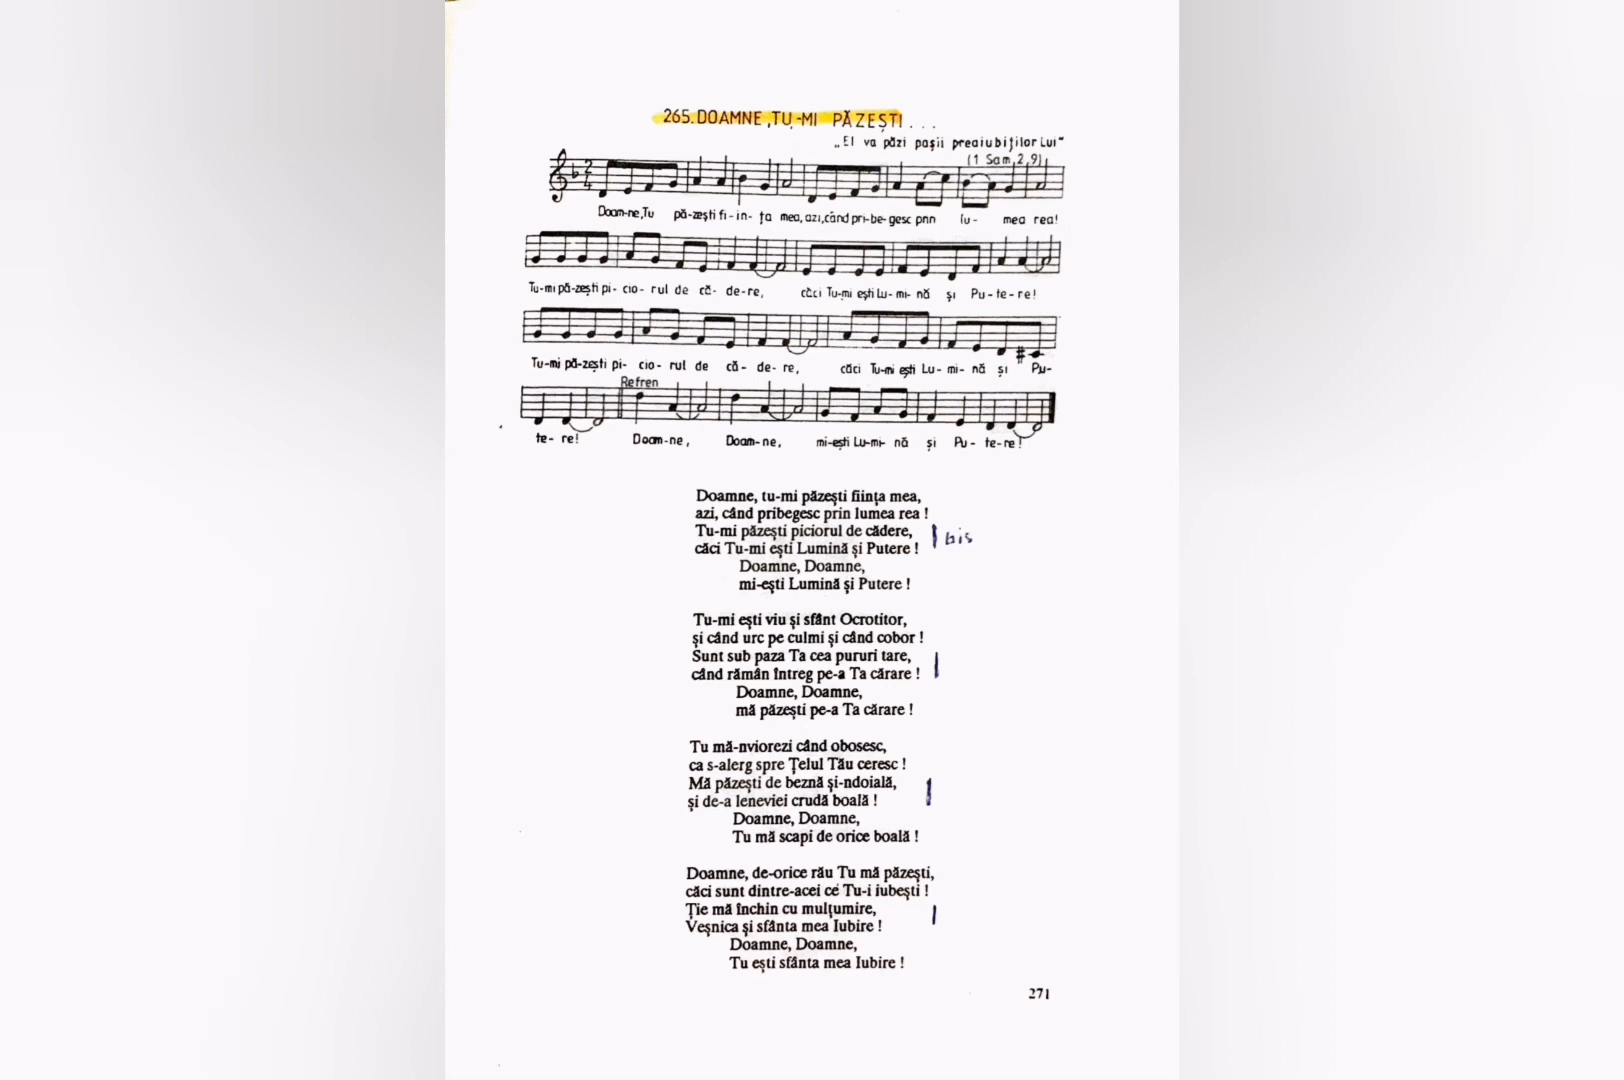 265. DOAMNE, TU-MI PĂZEȘTI . . .
„El va păzi pașii preaiubiților Lui"
(1 Sam, 2,9)
Doam-ne, Tu pă-zești fi-in- ța mea, azi, când pri-be-gesc prin lu- mea rea!
Tu-mi pă-zești pi- cio- rul de că- de-re, căci Tu-mi ești Lu-mi- nă și Pu-te-re!
Tu-mi pă-zești pi- cio- rul de că- de- re, căci Tu-mi ești Lu- mi- nă și Pu-
Refren
te- re! Doam-ne, Doam-ne, mi-ești Lu-mi- nă și Pu- te-re!
Doamne, tu-mi păzești ființa mea,
azi, când pribegesc prin lumea rea !
Tu-mi păzești piciorul de cădere,
bis
căci Tu-mi ești Lumină și Putere !
Doamne, Doamne,
mi-ești Lumină și Putere !
Tu-mi ești viu și sfânt Ocrotitor,
și când urc pe culmi și când cobor !
Sunt sub paza Ta cea pururi tare,
când rămân întreg pe-a Ta cărare !
Doamne, Doamne,
mă păzești pe-a Ta cărare !
Tu mă-nviorezi când obosesc,
ca s-alerg spre Țelul Tău ceresc !
Mă păzești de beznă și-ndoială,
și de-a leneviei crudă boală !
Doamne, Doamne,
Tu mă scapi de orice boală !
Doamne, de-orice rău Tu mă păzești,
căci sunt dintre-acei ce Tu-i iubești !
Ție mă închin cu mulțumire,
Veșnica și sfânta mea Iubire !
Doamne, Doamne,
Tu ești sfânta mea Iubire !
271